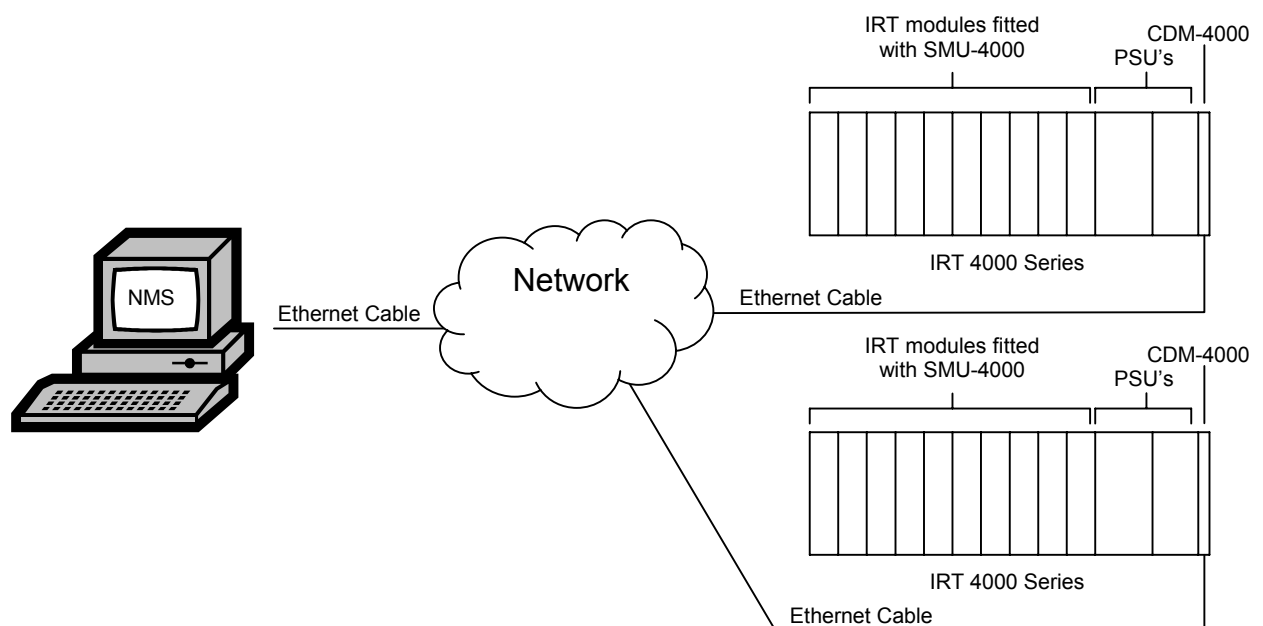 IRT modules fitted
with SMU-4000
CDM-4000
PSU's
IRT 4000 Series
NMS
Ethernet Cable
Network
Ethernet Cable
IRT modules fitted
with SMU-4000
CDM-4000
PSU's
IRT 4000 Series
Ethernet Cable